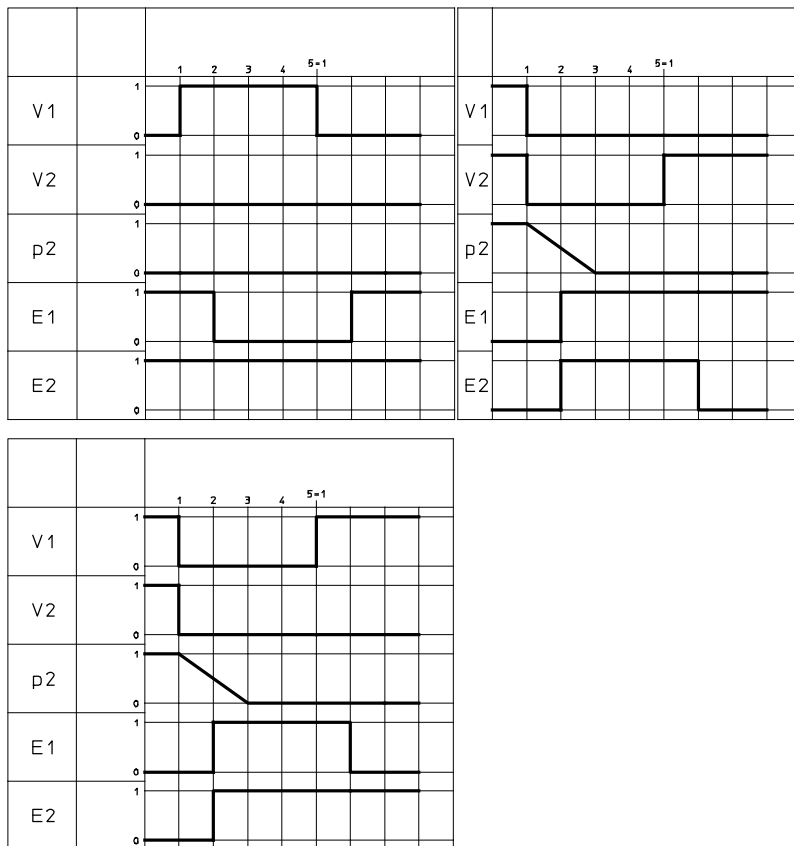 1 2 3 4 5=1
V1 1 0
V2 1 0
p2 1 0
E1 1 0
E2 1 0
1 2 3 4 5=1
V1
V2
p2
E1
E2
1 2 3 4 5=1
V1 1 0
V2 1 0
p2 1 0
E1 1 0
E2 1 0